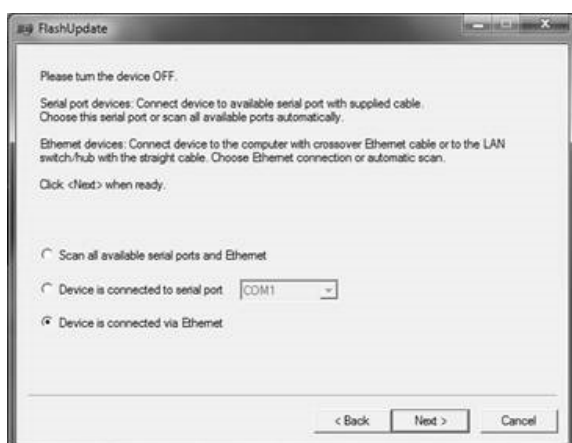 FlashUpdate
Please turn the device OFF.
Serial port devices: Connect device to available serial port with supplied cable.
Choose this serial port or scan all available ports automatically.
Ethernet devices: Connect device to the computer with crossover Ethernet cable or to the LAN
switch/hub with the straight cable. Choose Ethernet connection or automatic scan.
Click <Next> when ready.
Scan all available serial ports and Ethernet
Device is connected to serial port COM1
Device is connected via Ethernet
< Back Next > Cancel